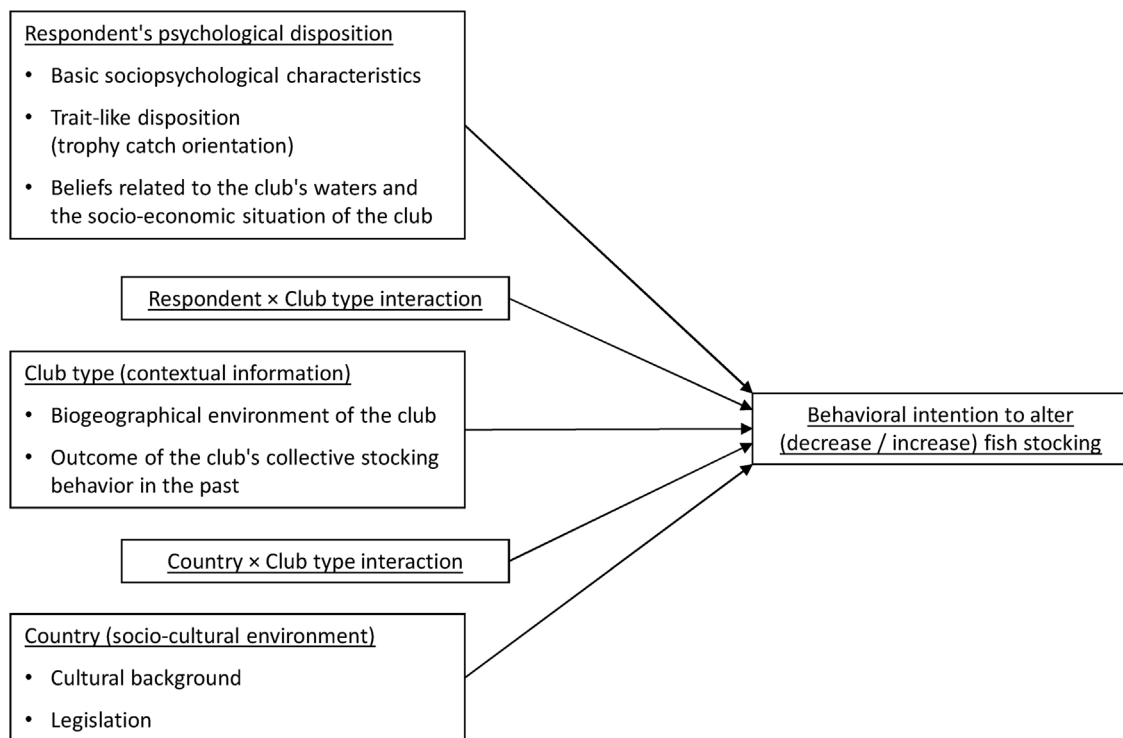 Respondent's psychological disposition
• Basic sociopsychological characteristics
• Trait-like disposition
(trophy catch orientation)
• Beliefs related to the club's waters and
the socio-economic situation of the club
Respondent × Club type interaction
Club type (contextual information)
• Biogeographical environment of the club
• Outcome of the club's collective stocking
behavior in the past
Country × Club type interaction
Country (socio-cultural environment)
• Cultural background
• Legislation
Behavioral intention to alter
(decrease / increase) fish stocking